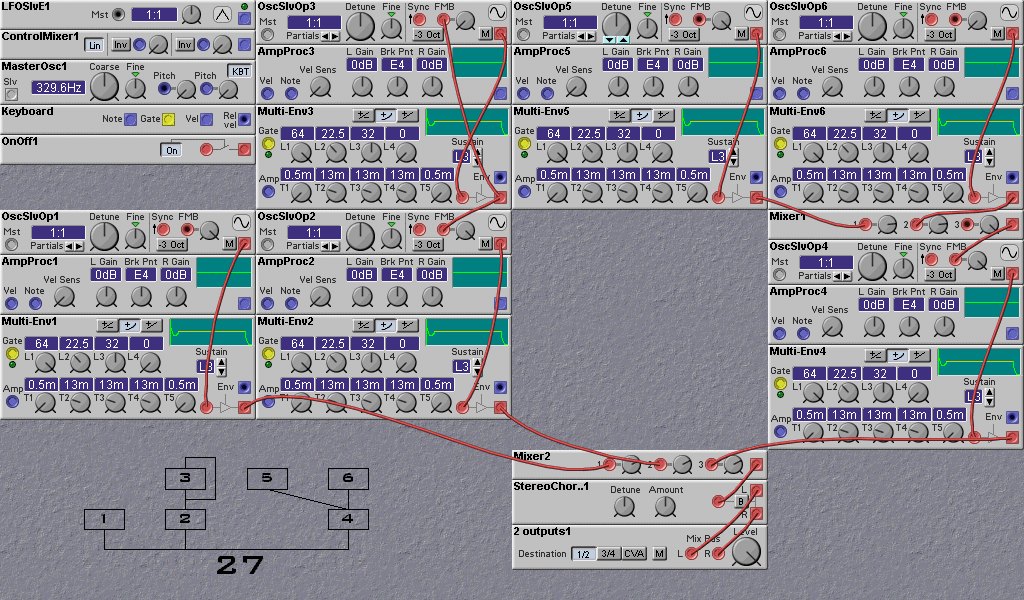 LFOSlvE1 Mst 1:1
ControlMixer1 Lin Inv Inv
MasterOsc1 Coarse Fine KBT
Slv 329.6Hz Pitch Pitch
Keyboard Note Gate Vel Rel vel
OnOff1 On
OscSlvOp3 Detune Fine Sync FMB
Mst 1:1 Partials -3 Oct M
AmpProc3 L Gain Brk Pnt R Gain
Vel Sens 0dB E4 0dB
Vel Note
Multi-Env3
Gate 64 22.5 32 0
L1 L2 L3 L4 Sustain L3
0.5m 13m 13m 13m 0.5m Env
Amp T1 T2 T3 T4 T5
OscSlvOp5 Detune Fine Sync FMB
Mst 1:1 Partials -3 Oct M
AmpProc5 L Gain Brk Pnt R Gain
Vel Sens 0dB E4 0dB
Vel Note
Multi-Env5
Gate 64 22.5 32 0
L1 L2 L3 L4 Sustain L3
0.5m 13m 13m 13m 0.5m Env
Amp T1 T2 T3 T4 T5
OscSlvOp6 Detune Fine Sync FMB
Mst 1:1 Partials -3 Oct M
AmpProc6 L Gain Brk Pnt R Gain
Vel Sens 0dB E4 0dB
Vel Note
Multi-Env6
Gate 64 22.5 32 0
L1 L2 L3 L4 Sustain L3
0.5m 13m 13m 13m 0.5m Env
Amp T1 T2 T3 T4 T5
Mixer1 1 2 3
OscSlvOp1 Detune Fine Sync FMB
Mst 1:1 Partials -3 Oct M
AmpProc1 L Gain Brk Pnt R Gain
Vel Sens 0dB E4 0dB
Vel Note
Multi-Env1
Gate 64 22.5 32 0
L1 L2 L3 L4 Sustain L3
0.5m 13m 13m 13m 0.5m Env
Amp T1 T2 T3 T4 T5
OscSlvOp2 Detune Fine Sync FMB
Mst 1:1 Partials -3 Oct M
AmpProc2 L Gain Brk Pnt R Gain
Vel Sens 0dB E4 0dB
Vel Note
Multi-Env2
Gate 64 22.5 32 0
L1 L2 L3 L4 Sustain L3
0.5m 13m 13m 13m 0.5m Env
Amp T1 T2 T3 T4 T5
OscSlvOp4 Detune Fine Sync FMB
Mst 1:1 Partials -3 Oct M
AmpProc4 L Gain Brk Pnt R Gain
Vel Sens 0dB E4 0dB
Vel Note
Multi-Env4
Gate 64 22.5 32 0
L1 L2 L3 L4 Sustain L3
0.5m 13m 13m 13m 0.5m Env
Amp T1 T2 T3 T4 T5
Mixer2 1 2 3
StereoChor..1 Detune Amount L B R
2 outputs1 Mix Pos Level
Destination 1/2 3/4 CVA M L R
3 5 6
1 2 4
27